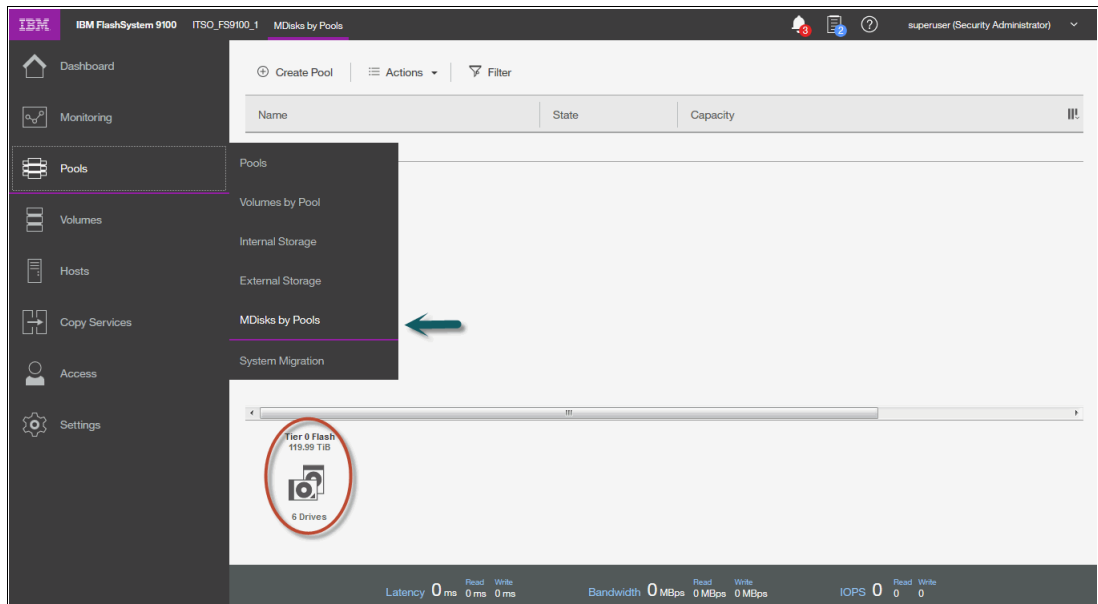 IBM IBM FlashSystem 9100 ITSO_FS9100_1 MDisks by Pools 3 2 ? superuser (Security Administrator)
Dashboard
Create Pool Actions Filter
Name State Capacity
Monitoring
Pools
Volumes
Hosts
Copy Services
Access
Settings
Pools
Volumes by Pool
Internal Storage
External Storage
MDisks by Pools
System Migration
Tier 0 Flash
119.99 TiB
6 Drives
Latency 0 ms Read 0 ms Write 0 ms Bandwidth 0 MBps Read 0 MBps Write 0 MBps IOPS 0 Read 0 Write 0